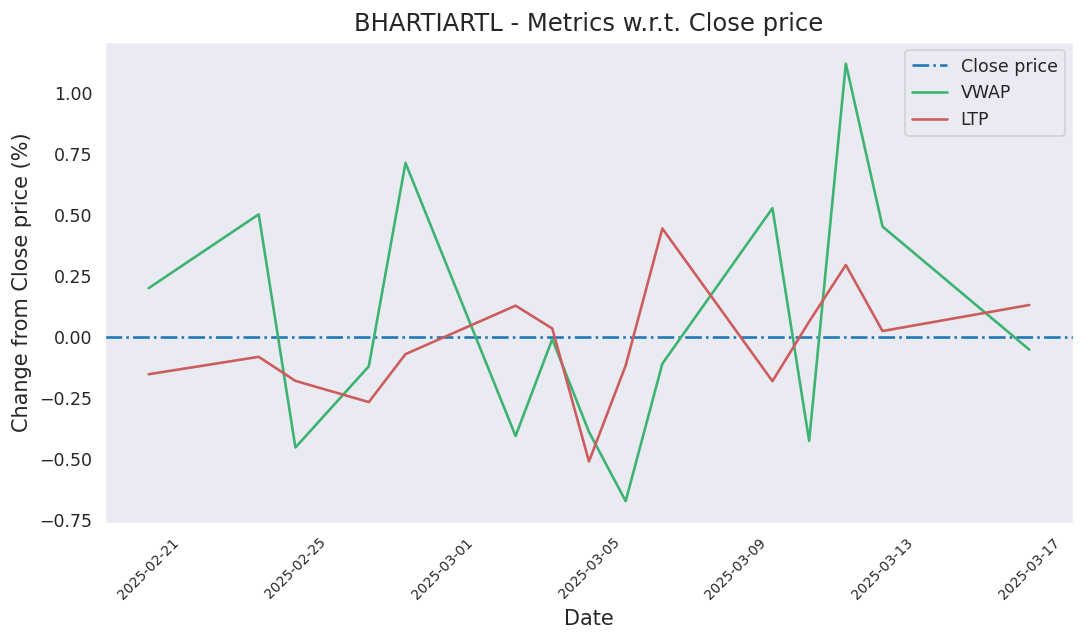 BHARTIARTL - Metrics w.r.t. Close price
Close price
VWAP
LTP
Change from Close price (%)
1.00
0.75
0.50
0.25
0.00
−0.25
−0.50
−0.75
2025-02-21
2025-02-25
2025-03-01
2025-03-05
2025-03-09
2025-03-13
2025-03-17
Date